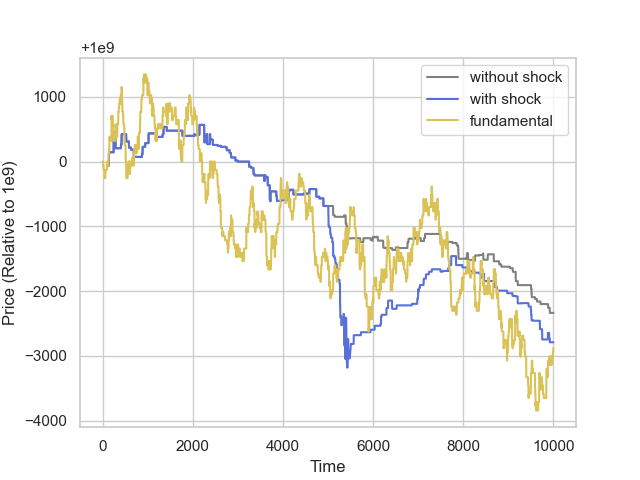 +1e9
without shock
with shock
fundamental
1000
0
−1000
−2000
−3000
−4000
Price (Relative to 1e9)
0 2000 4000 6000 8000 10000
Time